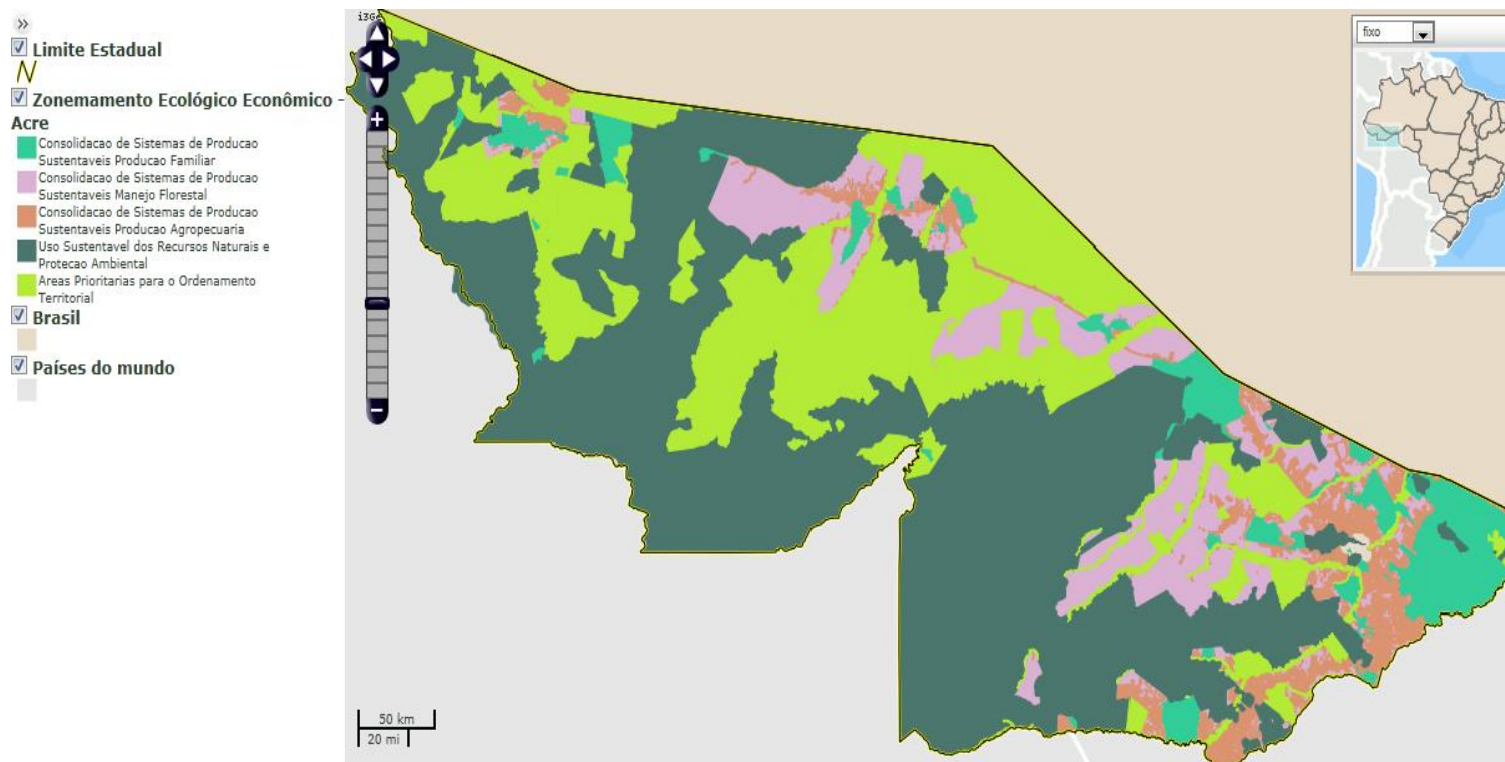 »
Limite Estadual
Zonemamento Ecológico Econômico -
Acre
Consolidacao de Sistemas de Producao
Sustentaveis Producao Familiar
Consolidacao de Sistemas de Producao
Sustentaveis Manejo Florestal
Consolidacao de Sistemas de Producao
Sustentaveis Producao Agropecuaria
Uso Sustentavel dos Recursos Naturais e
Protecao Ambiental
Areas Prioritarias para o Ordenamento
Territorial
Brasil
Países do mundo
i3Ge
+
−
50 km
20 mi
fixo